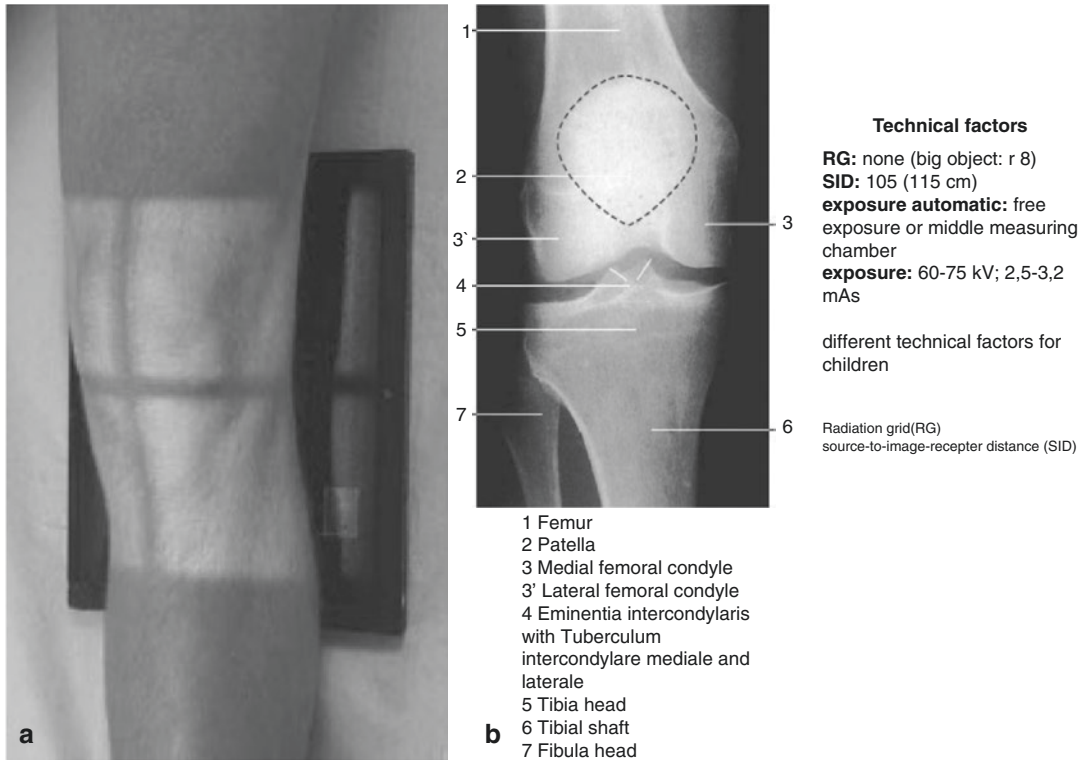 1
2
3`
4
5
7
3
6
a
b
1 Femur
2 Patella
3 Medial femoral condyle
3' Lateral femoral condyle
4 Eminentia intercondylaris
with Tuberculum
intercondylare mediale and
laterale
5 Tibia head
6 Tibial shaft
7 Fibula head
Technical factors
RG: none (big object: r 8)
SID: 105 (115 cm)
exposure automatic: free
exposure or middle measuring
chamber
exposure: 60-75 kV; 2,5-3,2
mAs
different technical factors for
children
Radiation grid(RG)
source-to-image-recepter distance (SID)